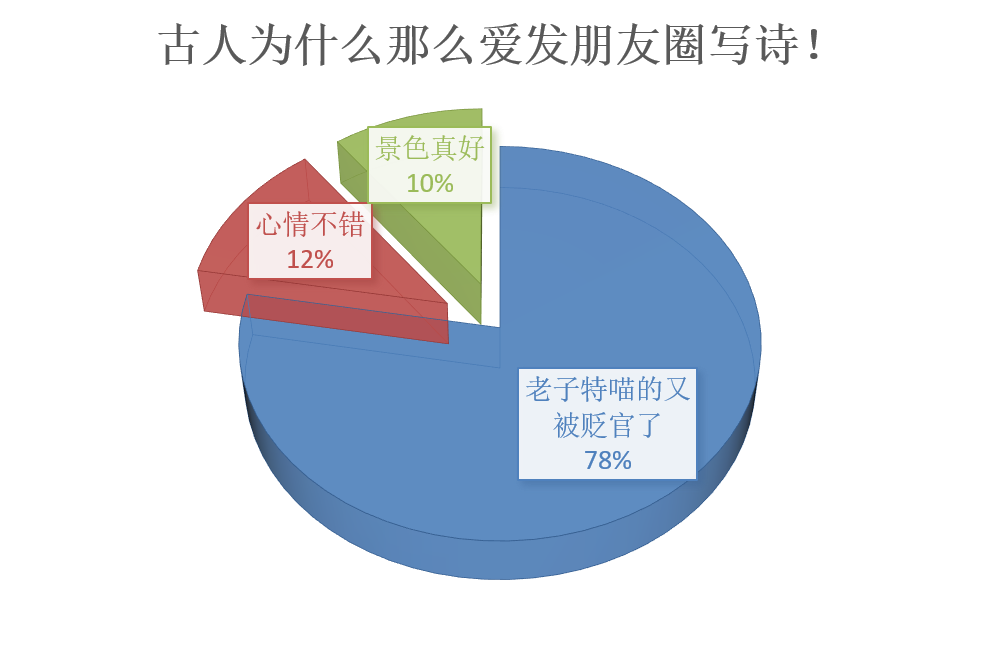 古人为什么那么爱发朋友圈写诗！
景色真好
10%
心情不错
12%
老子特喵的又
被贬官了
78%